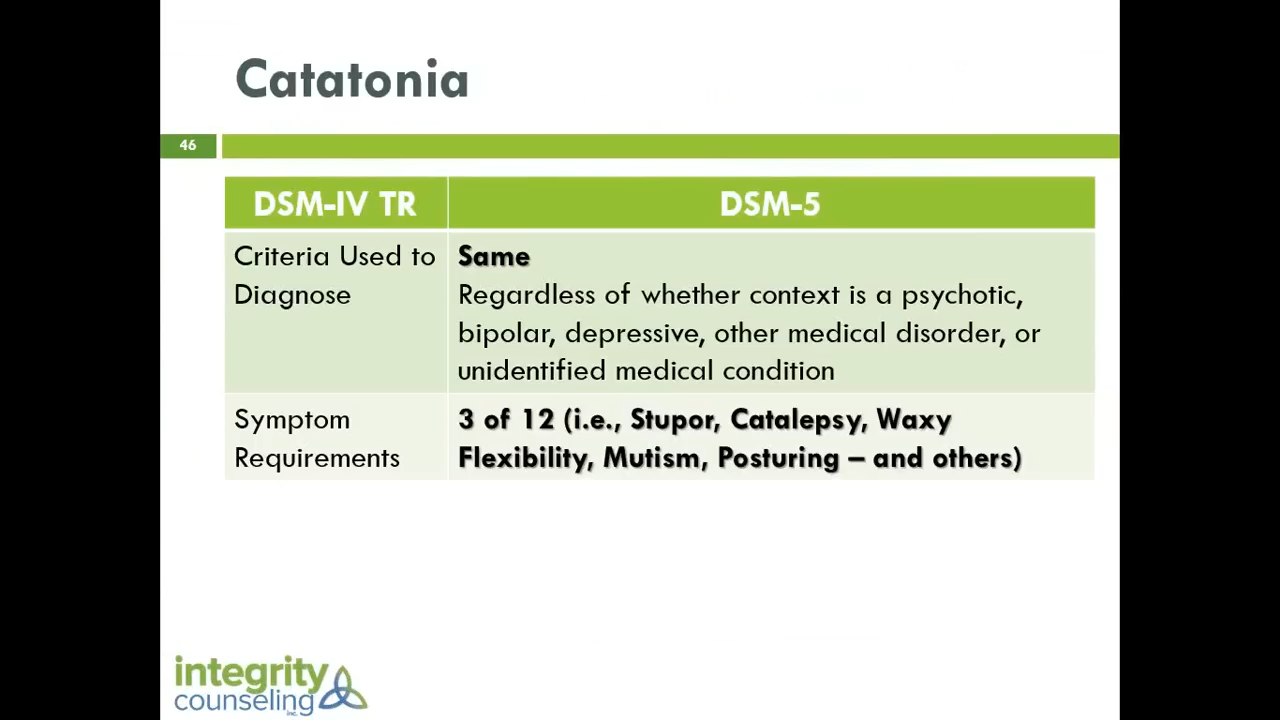 Catatonia
46
DSM-IV TR
DSM-5
Criteria Used to
Diagnose
Same
Regardless of whether context is a psychotic,
bipolar, depressive, other medical disorder, or
unidentified medical condition
Symptom
Requirements
3 of 12 (i.e., Stupor, Catalepsy, Waxy
Flexibility, Mutism, Posturing – and others)
integrity
counseling
inc.